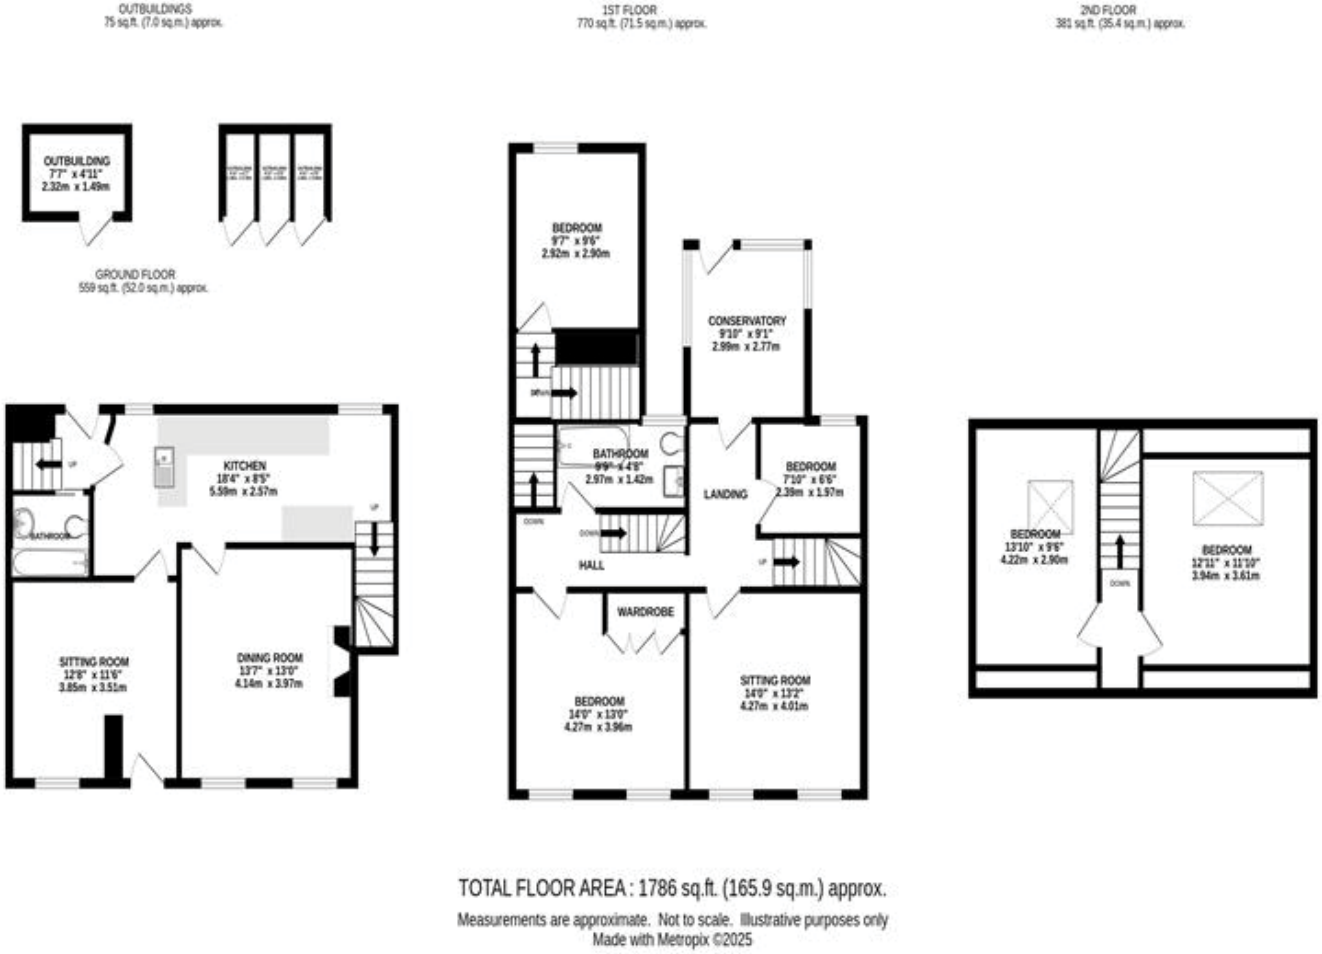 OUTBUILDINGS
75 sq.ft. (7.0 sq.m.) approx.
1ST FLOOR
770 sq.ft. (71.5 sq.m.) approx.
2ND FLOOR
381 sq.ft. (35.4 sq.m.) approx.
OUTBUILDING
7'7" x 4'11"
2.32m x 1.49m
GROUND FLOOR
559 sq.ft. (52.0 sq.m.) approx.
UP
KITCHEN
18'4" x 8'5"
5.59m x 2.57m
UP
BATHROOM
SITTING ROOM
12'8" x 11'6"
3.85m x 3.51m
DINING ROOM
13'7" x 13'0"
4.14m x 3.97m
BEDROOM
9'7" x 9'6"
2.92m x 2.90m
CONSERVATORY
9'10" x 9'1"
2.99m x 2.77m
DOWN
BATHROOM
9'9" x 4'8"
2.97m x 1.42m
BEDROOM
7'10" x 6'6"
2.39m x 1.97m
LANDING
DOWN
DOWN
HALL
UP
WARDROBE
BEDROOM
14'0" x 13'0"
4.27m x 3.96m
SITTING ROOM
14'0" x 13'2"
4.27m x 4.01m
BEDROOM
13'10" x 9'6"
4.22m x 2.90m
BEDROOM
12'11" x 11'10"
3.94m x 3.61m
DOWN
TOTAL FLOOR AREA : 1786 sq.ft. (165.9 sq.m.) approx.
Measurements are approximate. Not to scale. Illustrative purposes only
Made with Metropix ©2025